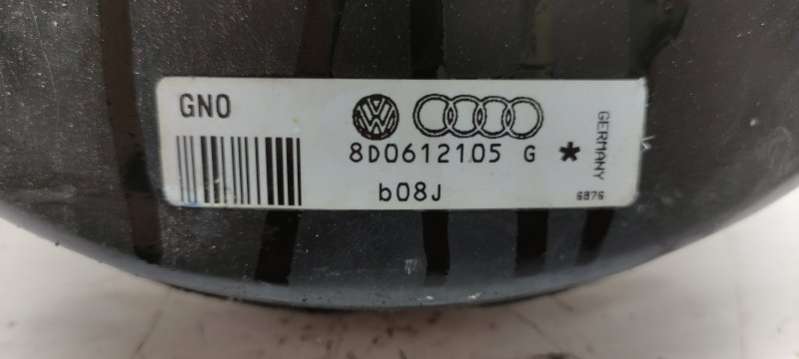 GNO
8D0612105 G *
b08J
GERMANY
6876